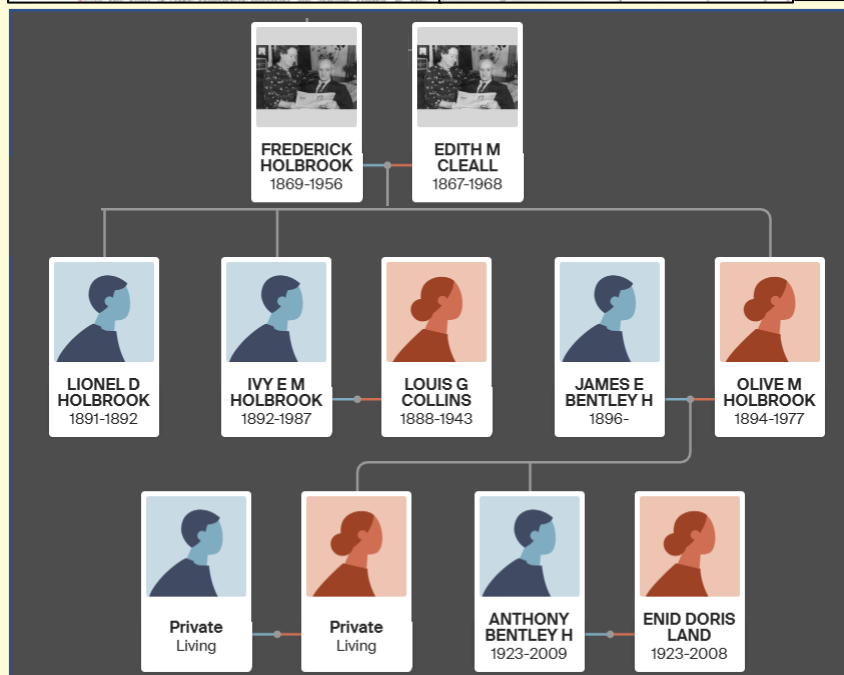 FREDERICK
HOLBROOK
1869-1956
EDITH M
CLEALL
1867-1968
LIONEL D
HOLBROOK
1891-1892
IVY E M
HOLBROOK
1892-1987
LOUIS G
COLLINS
1888-1943
JAMES E
BENTLEY H
1896-
OLIVE M
HOLBROOK
1894-1977
Private
Living
Private
Living
ANTHONY
BENTLEY H
1923-2009
ENID DORIS
LAND
1923-2008